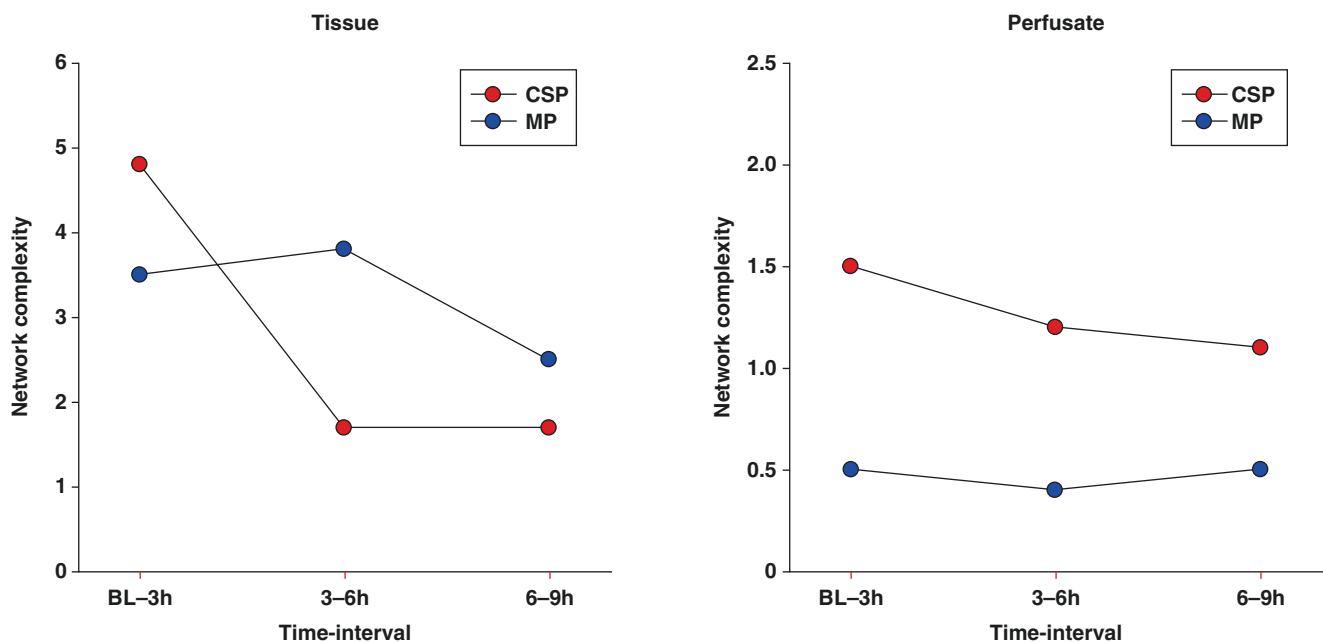 Tissue
6
5
4
3
2
1
0
Network complexity
CSP
MP
BL–3h
3–6h
6–9h
Time-interval
Perfusate
2.5
2.0
1.5
1.0
0.5
0
Network complexity
CSP
MP
BL–3h
3–6h
6–9h
Time-interval